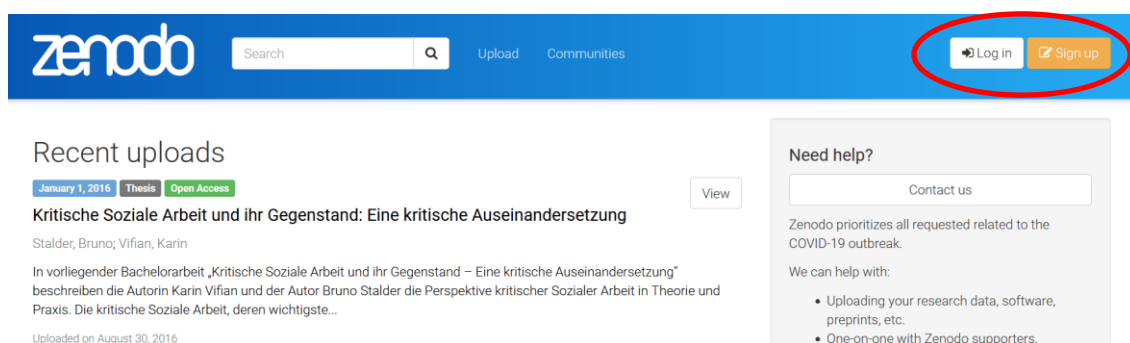 zenodo
Search
Upload
Communities
Log in
Sign up
Recent uploads
January 1, 2016 Thesis Open Access
View
Kritische Soziale Arbeit und ihr Gegenstand: Eine kritische Auseinandersetzung
Stalder, Bruno; Vifian, Karin
In vorliegender Bachelorarbeit „Kritische Soziale Arbeit und ihr Gegenstand – Eine kritische Auseinandersetzung“
beschreiben die Autorin Karin Vifian und der Autor Bruno Stalder die Perspektive kritischer Sozialer Arbeit in Theorie und
Praxis. Die kritische Soziale Arbeit, deren wichtigste...
Uploaded on August 30, 2016
Need help?
Contact us
Zenodo prioritizes all requested related to the
COVID-19 outbreak.
We can help with:
• Uploading your research data, software,
preprints, etc.
• One-on-one with Zenodo supporters.